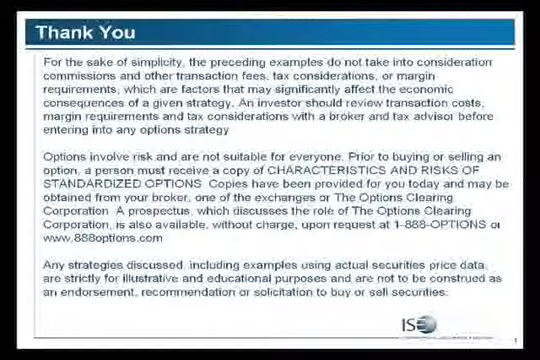 Thank You
For the sake of simplicity, the preceding examples do not take into consideration
commissions and other transaction fees, tax considerations, or margin
requirements, which are factors that may significantly affect the economic
consequences of a given strategy. An investor should review transaction costs,
margin requirements and tax considerations with a broker and tax advisor before
entering into any options strategy
Options involve risk and are not suitable for everyone. Prior to buying or selling an
option, a person must receive a copy of CHARACTERISTICS AND RISKS OF
STANDARDIZED OPTIONS. Copies have been provided for you today and may be
obtained from your broker, one of the exchanges or The Options Clearing
Corporation. A prospectus, which discusses the role of The Options Clearing
Corporation, is also available, without charge, upon request at 1-888-OPTIONS or
www.888options.com
Any strategies discussed, including examples using actual securities price data,
are strictly for illustrative and educational purposes and are not to be construed as
an endorsement, recommendation or solicitation to buy or sell securities.
ISE
1